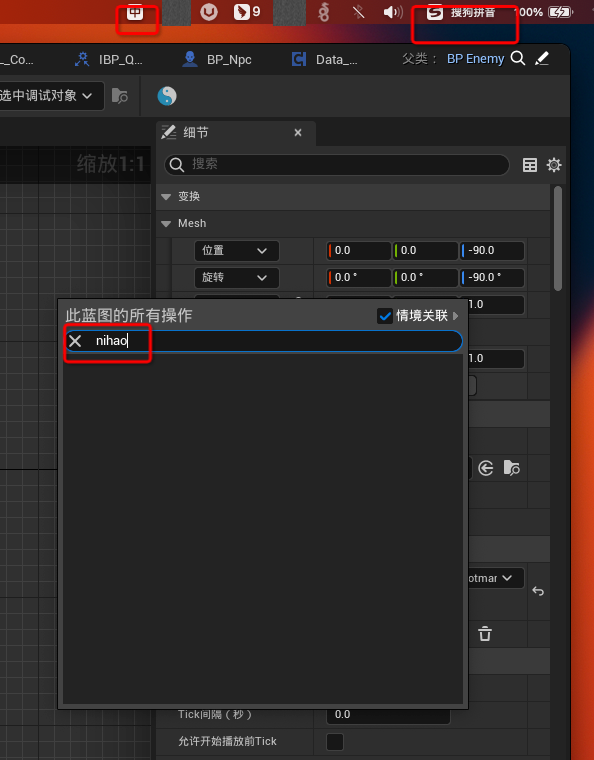 中 9 搜狗拼音 100%
_Co... IBP_Q... BP_Npc Data_... 父类： BP Enemy
选中调试对象
细节
缩放1:1 搜索
变换
Mesh
位置 0.0 0.0 -90.0
旋转 0.0 ° 0.0 ° -90.0 °
1.0
此蓝图的所有操作 情境关联
nihao
1.0
otmar
Tick间隔（秒） 0.0
允许开始播放前Tick